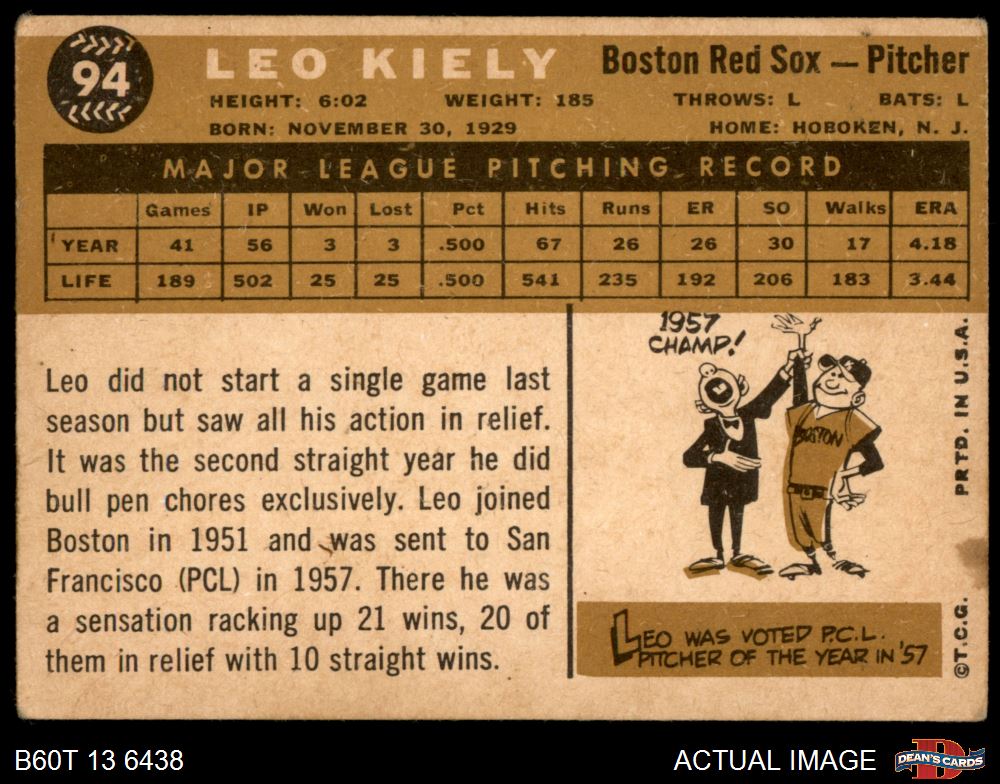 94
LEO KIELY
Boston Red Sox — Pitcher
HEIGHT: 6:02 WEIGHT: 185 THROWS: L BATS: L
BORN: NOVEMBER 30, 1929 HOME: HOBOKEN, N. J.
MAJOR LEAGUE PITCHING RECORD
Games IP Won Lost Pct Hits Runs ER SO Walks ERA
YEAR 41 56 3 3 .500 67 26 26 30 17 4.18
LIFE 189 502 25 25 .500 541 235 192 206 183 3.44
Leo did not start a single game last
season but saw all his action in relief.
It was the second straight year he did
bull pen chores exclusively. Leo joined
Boston in 1951 and was sent to San
Francisco (PCL) in 1957. There he was
a sensation racking up 21 wins, 20 of
them in relief with 10 straight wins.
1957
CHAMP!
BOSTON
LEO WAS VOTED P.C.L.
PITCHER OF THE YEAR IN '57
©T.C.G. PRTD. IN U.S.A.
B60T 13 6438
ACTUAL IMAGE
DEAN'S CARDS